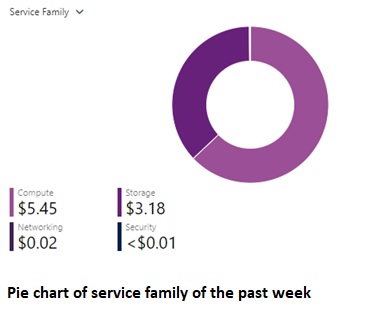 Service Family
Compute Storage
$5.45 $3.18
Networking Security
$0.02 <$0.01
Pie chart of service family of the past week